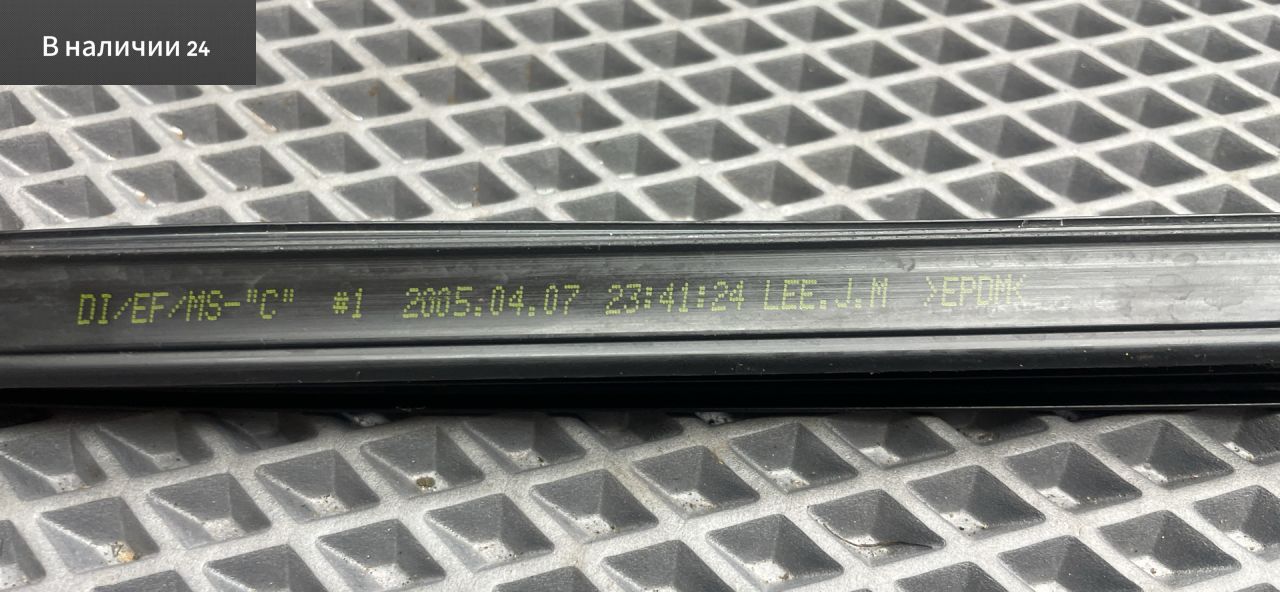 В наличии 24
DI/EF/MS-"C" #1 2005.04.07 23:41:24 LEE.J.M >EPDM<